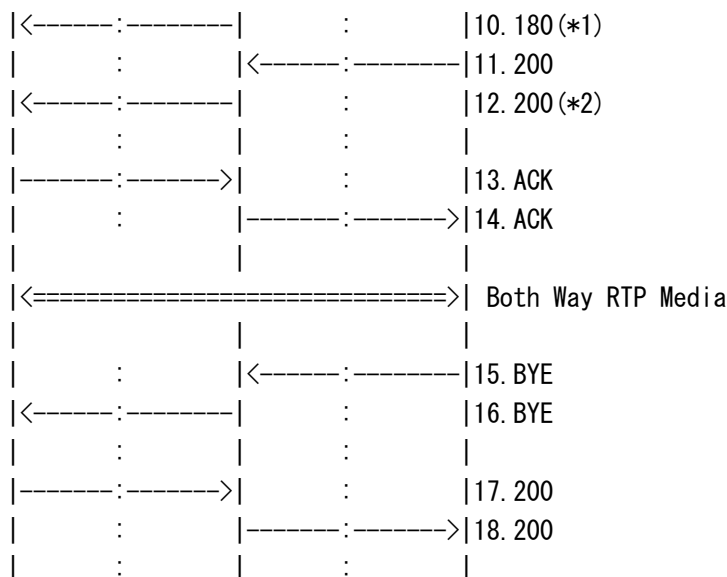 |<------:--------|       :       |10.180(*1)
|       :       |<------:--------|11.200
|<------:--------|       :       |12.200(*2)
|       :       |       :       |
|-------:------->|       :       |13.ACK
|       :       |-------:------->|14.ACK
|               |               |
|<===============================>| Both Way RTP Media
|               |               |
|       :       |<------:--------|15.BYE
|<------:--------|       :       |16.BYE
|       :       |       :       |
|-------:------->|       :       |17.200
|       :       |-------:------->|18.200
|       :       |       :       |